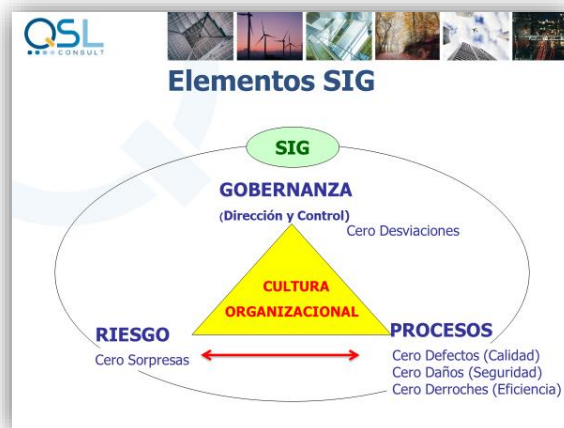 QSL
CONSULT
Elementos SIG
SIG
GOBERNANZA
(Dirección y Control)
Cero Desviaciones
CULTURA
ORGANIZACIONAL
RIESGO
Cero Sorpresas
PROCESOS
Cero Defectos (Calidad)
Cero Daños (Seguridad)
Cero Derroches (Eficiencia)